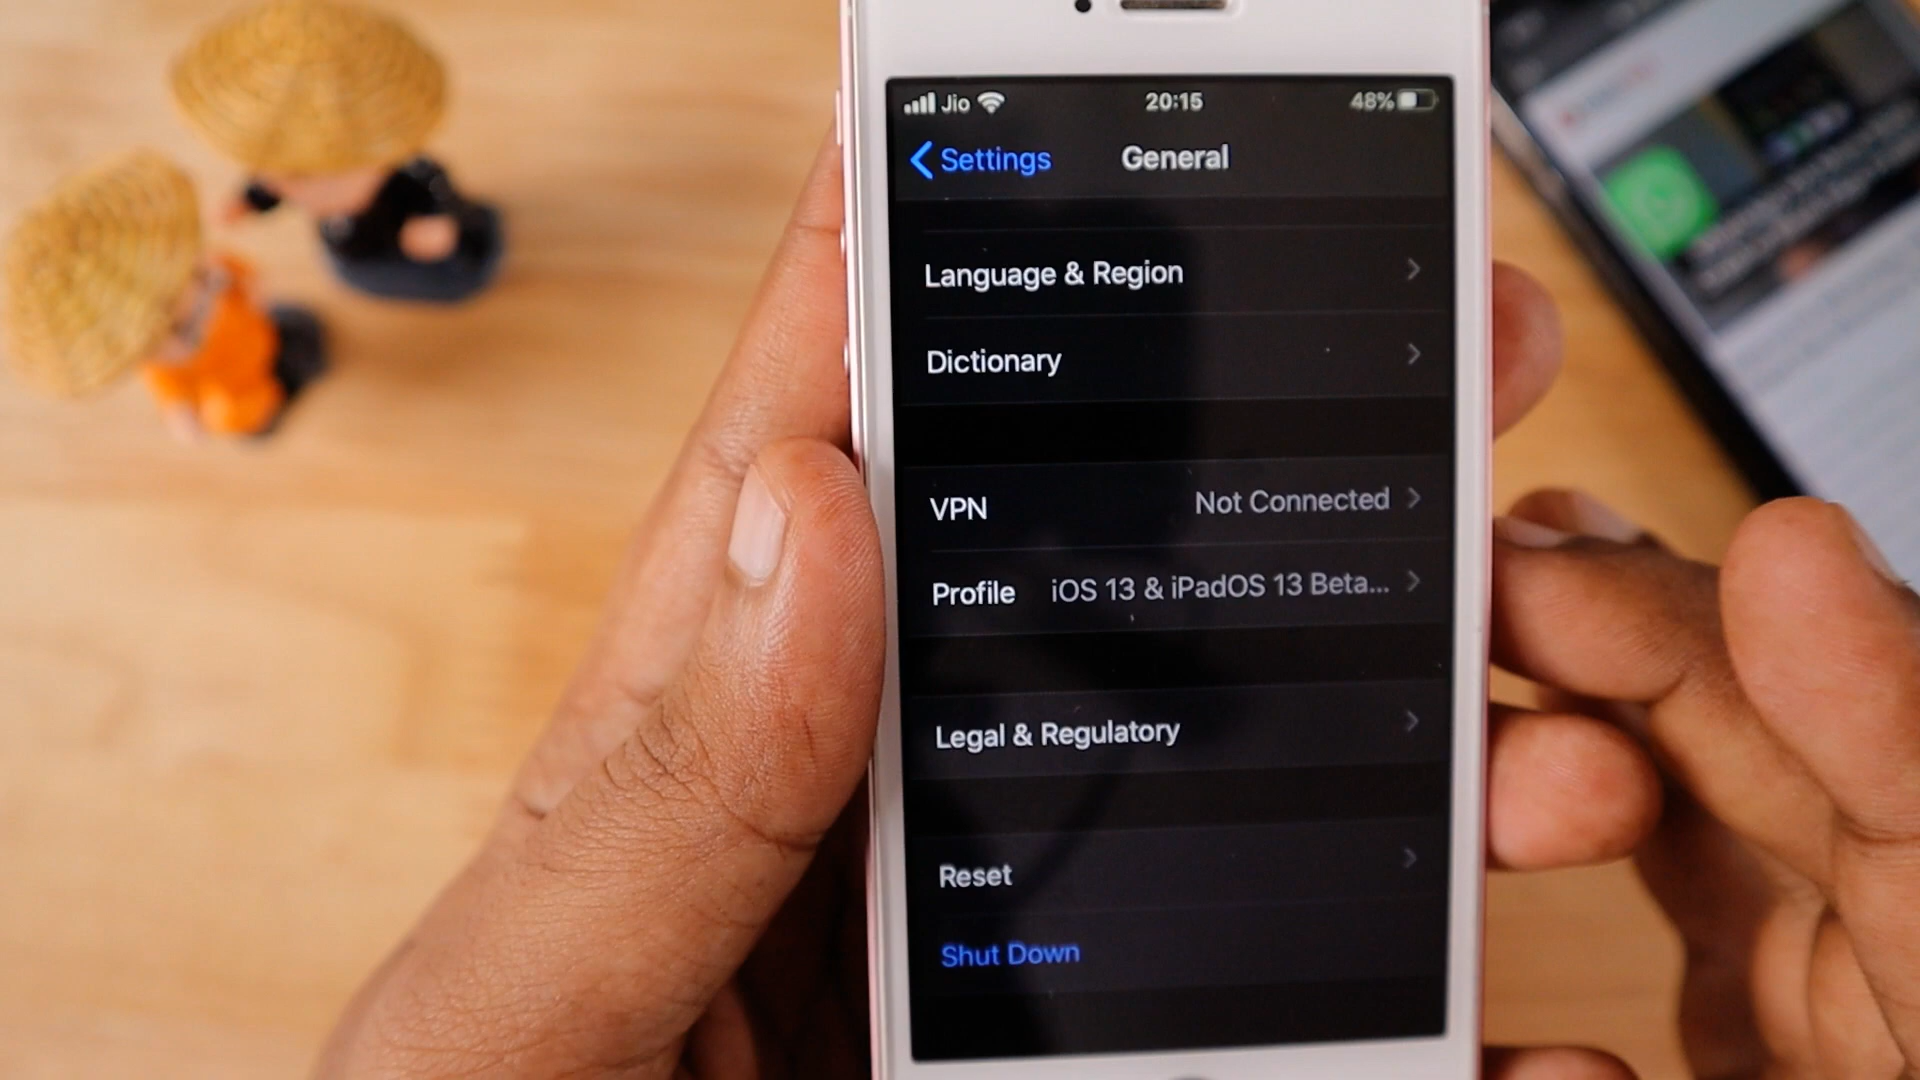 Jio 20:15 48%
Settings General
Language & Region
Dictionary
VPN Not Connected
Profile iOS 13 & iPadOS 13 Beta...
Legal & Regulatory
Reset
Shut Down